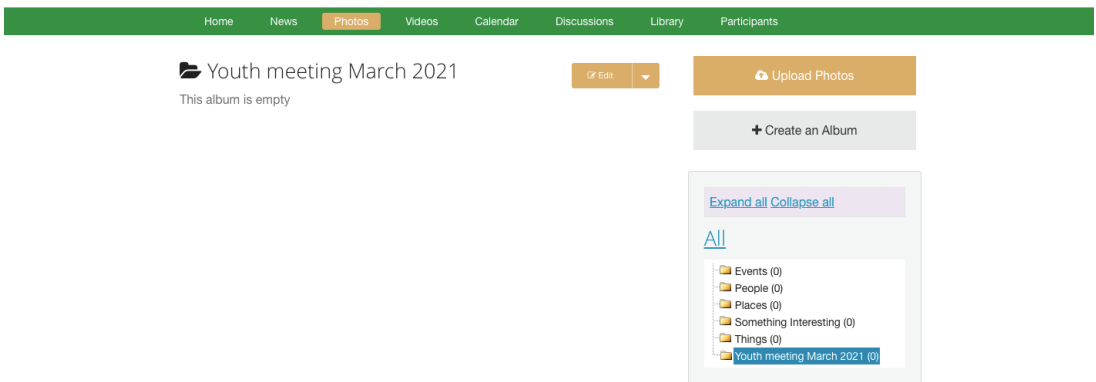 Home News Photos Videos Calendar Discussions Library Participants
Youth meeting March 2021
Edit
This album is empty
Upload Photos
+ Create an Album
Expand all Collapse all
All
Events (0)
People (0)
Places (0)
Something Interesting (0)
Things (0)
Youth meeting March 2021 (0)